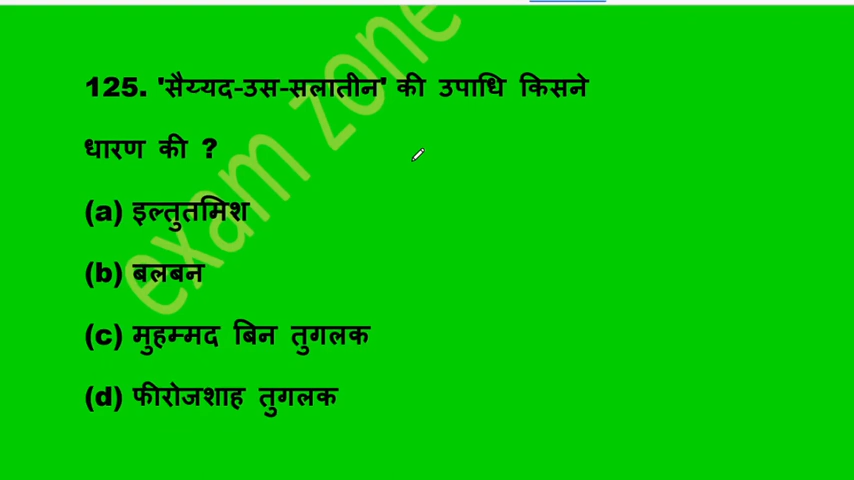 125. 'सैय्यद-उस-सलातीन' की उपाधि किसने
धारण की ?
(a) इल्तुतमिश
(b) बलबन
(c) मुहम्मद बिन तुगलक
(d) फीरोजशाह तुगलक
exam zone